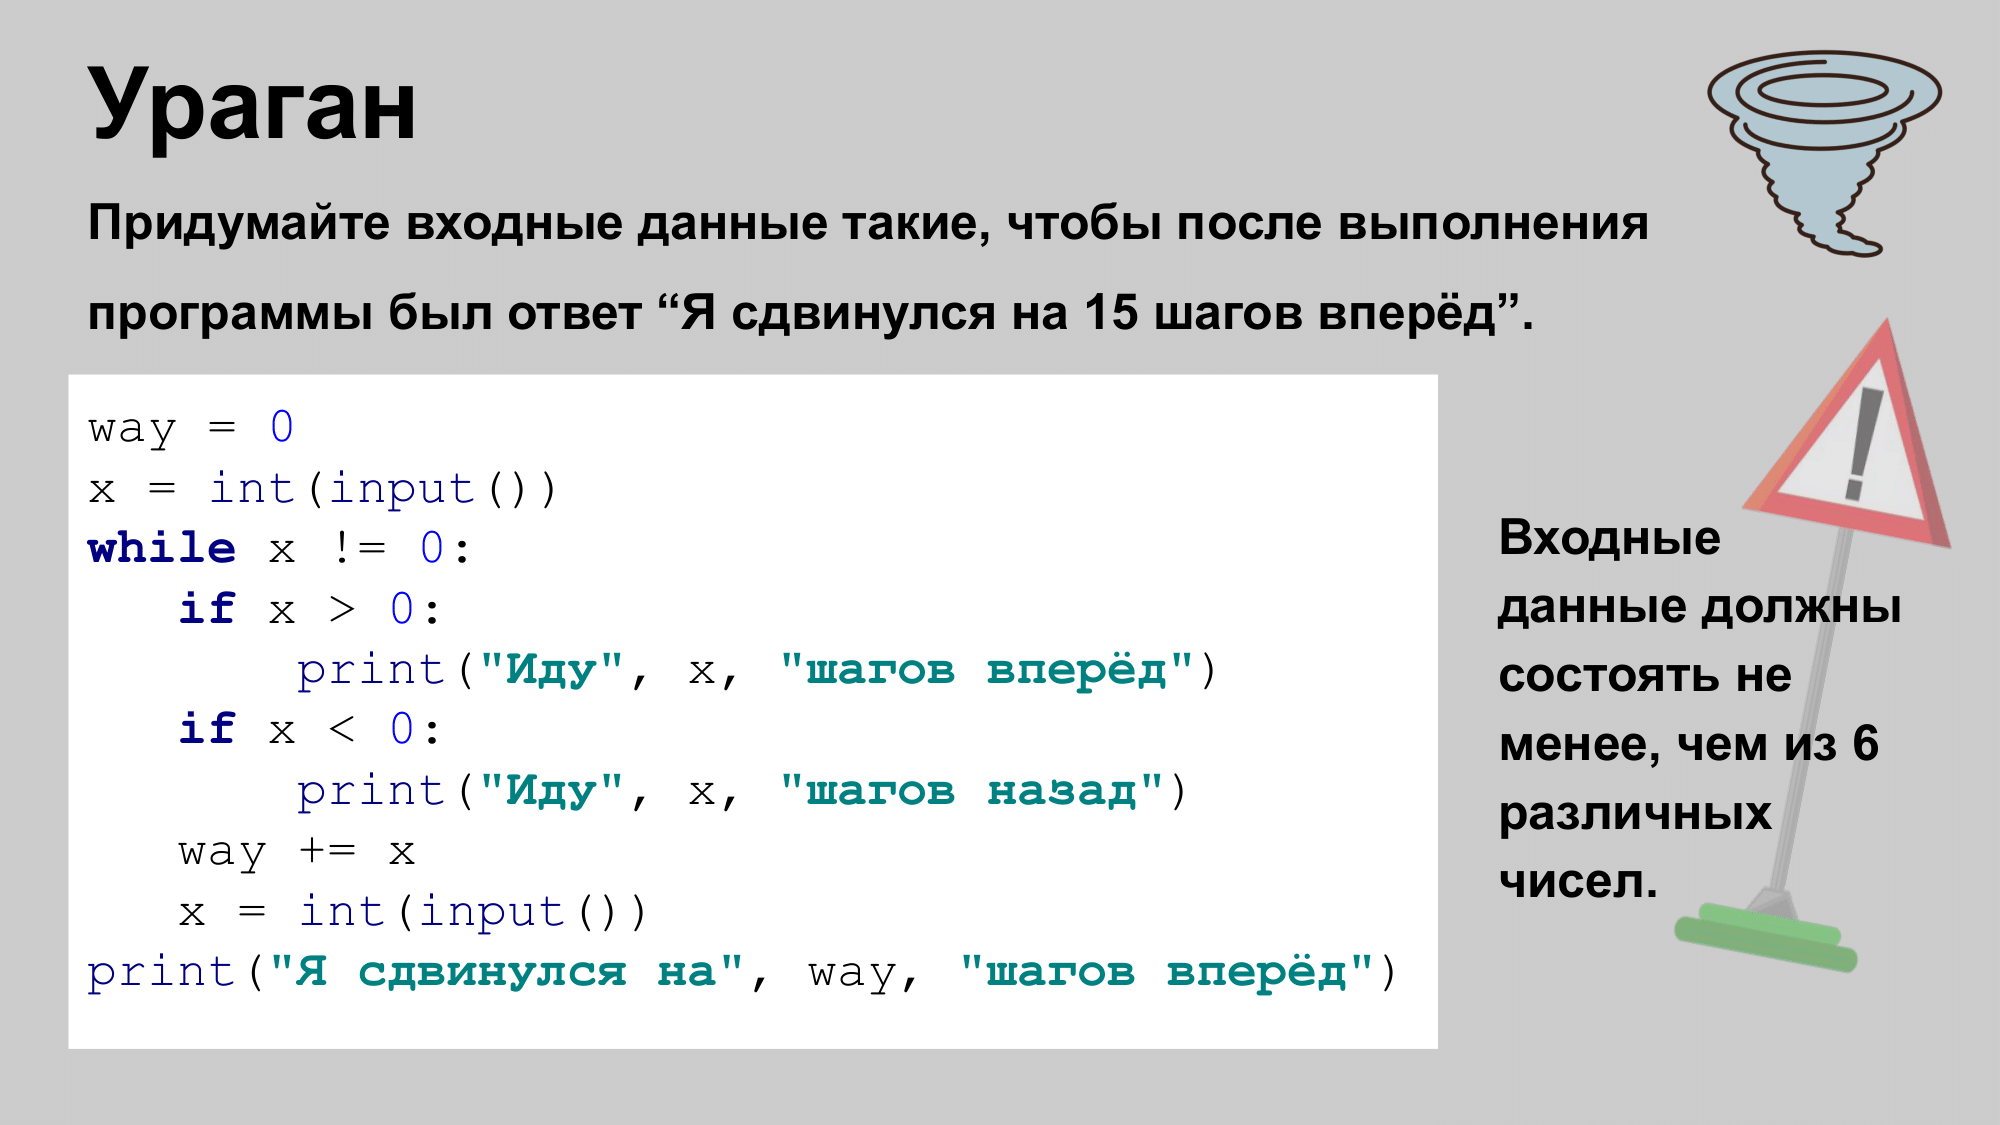 Ураган
Придумайте входные данные такие, чтобы после выполнения
программы был ответ “Я сдвинулся на 15 шагов вперёд”.
way = 0
x = int(input())
while x != 0:
   if x > 0:
       print("Иду", x, "шагов вперёд")
   if x < 0:
       print("Иду", x, "шагов назад")
   way += x
   x = int(input())
print("Я сдвинулся на", way, "шагов вперёд")
Входные
данные должны
состоять не
менее, чем из 6
различных
чисел.